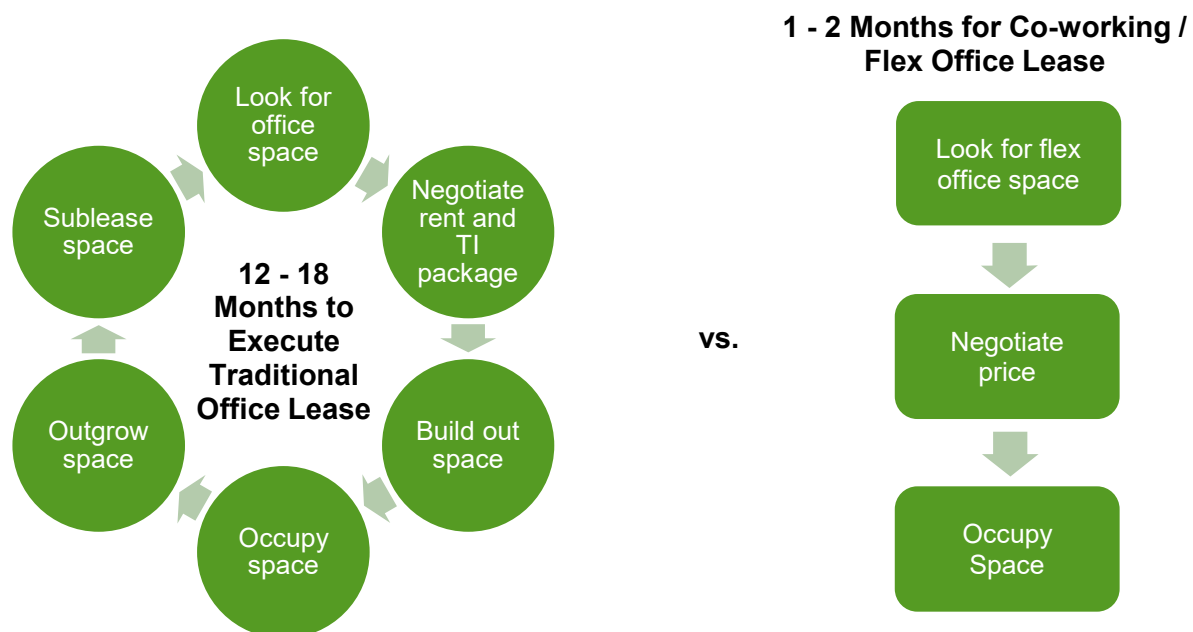 Look for
office
space
Negotiate
rent and
TI
package
Build out
space
Occupy
space
Outgrow
space
Sublease
space
12 - 18
Months to
Execute
Traditional
Office Lease
vs.
1 - 2 Months for Co-working /
Flex Office Lease
Look for flex
office space
Negotiate
price
Occupy
Space